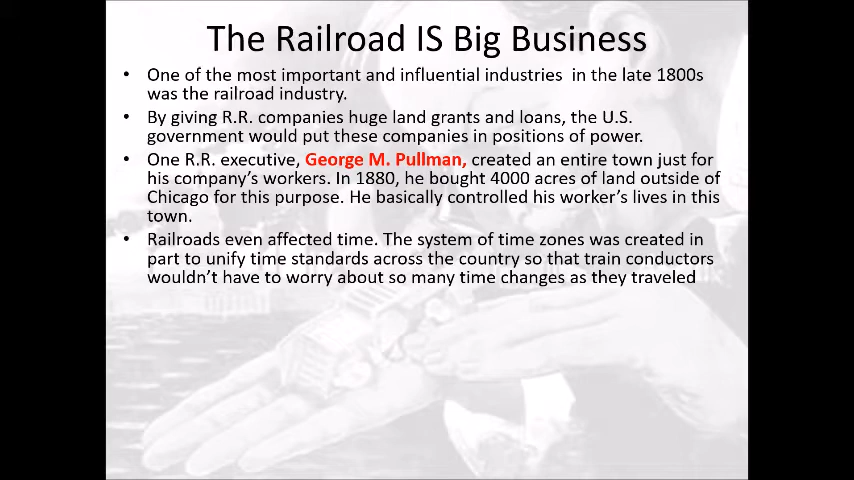 The Railroad IS Big Business
• One of the most important and influential industries  in the late 1800s
was the railroad industry.
• By giving R.R. companies huge land grants and loans, the U.S.
government would put these companies in positions of power.
• One R.R. executive, George M. Pullman, created an entire town just for
his company's workers. In 1880, he bought 4000 acres of land outside of
Chicago for this purpose. He basically controlled his worker's lives in this
town.
• Railroads even affected time. The system of time zones was created in
part to unify time standards across the country so that train conductors
wouldn't have to worry about so many time changes as they traveled